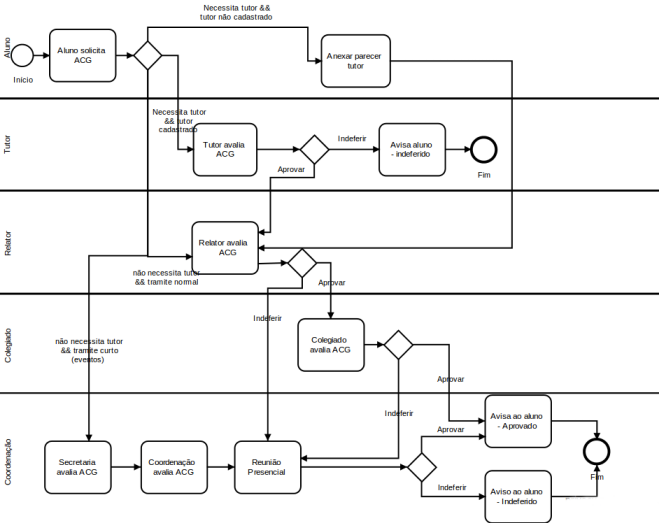 Necessita tutor &&
tutor não cadastrado
Aluno
Início
Aluno solicita
ACG
Anexar parecer
tutor
Tutor
Necessita tutor
&& tutor
cadastrado
Tutor avalia
ACG
Indeferir
Avisa aluno
- indeferido
Fim
Aprovar
Relator
Relator avalia
ACG
não necessita tutor
&& tramite normal
Aprovar
Indeferir
Colegiado
Colegiado
avalia ACG
não necessita tutor
&& tramite curto
(eventos)
Aprovar
Indeferir
Coordenação
Secretaria
avalia ACG
Coordenação
avalia ACG
Reunião
Presencial
Aprovar
Indeferir
Avisa ao aluno
- Aprovado
Aviso ao aluno
- Indeferido
Fim